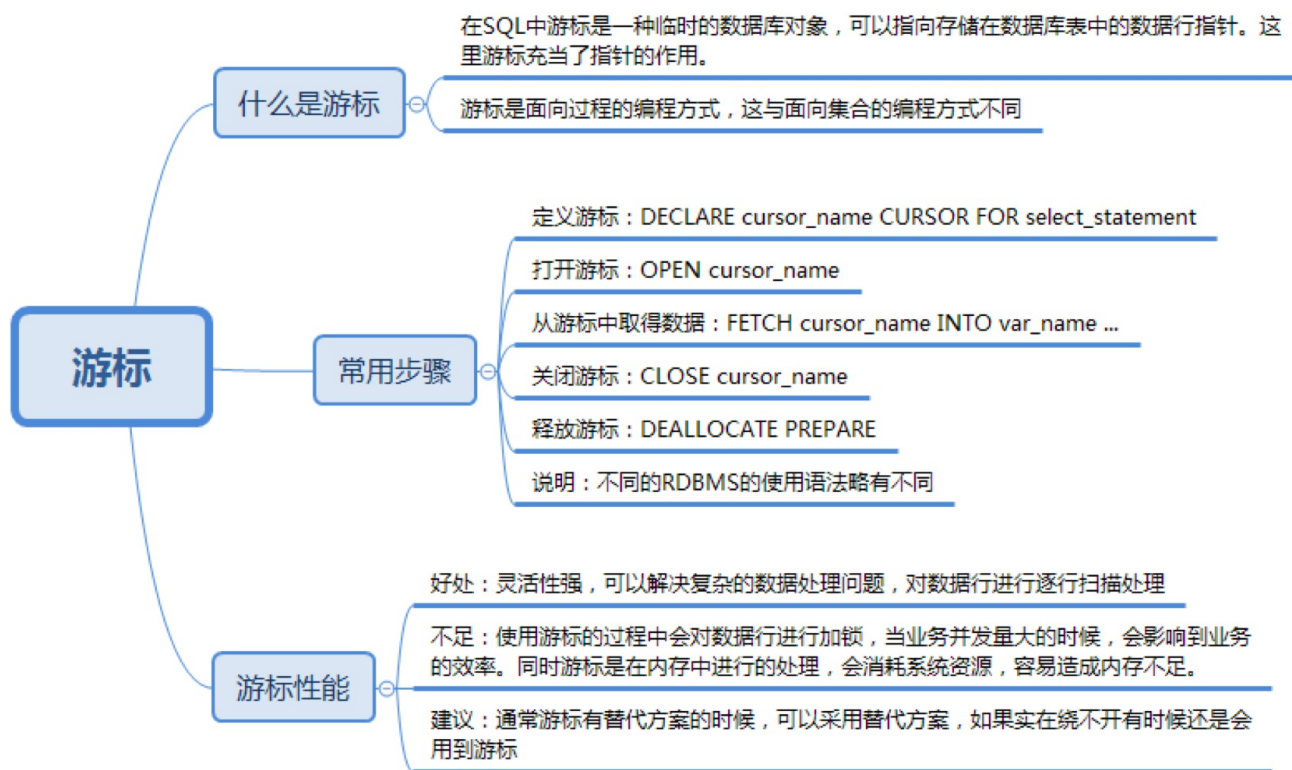 在SQL中游标是一种临时的数据库对象，可以指向存储在数据库表中的数据行指针。这
里游标充当了指针的作用。
什么是游标
游标是面向过程的编程方式，这与面向集合的编程方式不同
定义游标：DECLARE cursor_name CURSOR FOR select_statement
打开游标：OPEN cursor_name
从游标中取得数据：FETCH cursor_name INTO var_name ...
游标
常用步骤
关闭游标：CLOSE cursor_name
释放游标：DEALLOCATE PREPARE
说明：不同的RDBMS的使用语法略有不同
好处：灵活性强，可以解决复杂的数据处理问题，对数据行进行逐行扫描处理
不足：使用游标的过程中会对数据行进行加锁，当业务并发量大的时候，会影响到业务
的效率。同时游标是在内存中进行的处理，会消耗系统资源，容易造成内存不足。
游标性能
建议：通常游标有替代方案的时候，可以采用替代方案，如果实在绕不开有时候还是会
用到游标